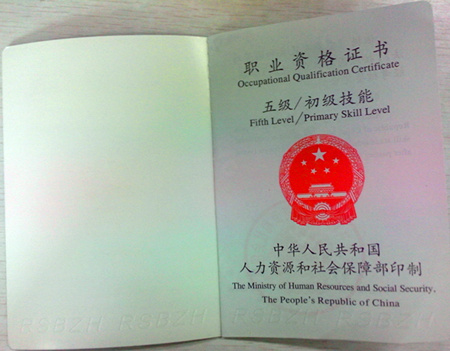 职业资格证书
Occupational Qualification Certificate
五级/初级技能
Fifth Level/Primary Skill Level
中华人民共和国
人力资源和社会保障部印制
The Ministry of Human Resources and Social Security,
The People's Republic of China
RSBZH RSBZH